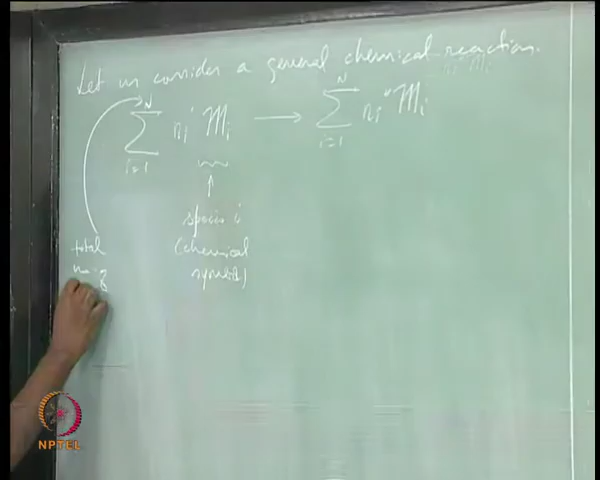 Let us consider a general chemical reaction.
N N
∑ nᵢ′ 𝔐ᵢ ⟶ ∑ nᵢ″ 𝔐ᵢ
i=1 i=1
species i
total (chemical
no. of symbol)
NPTEL